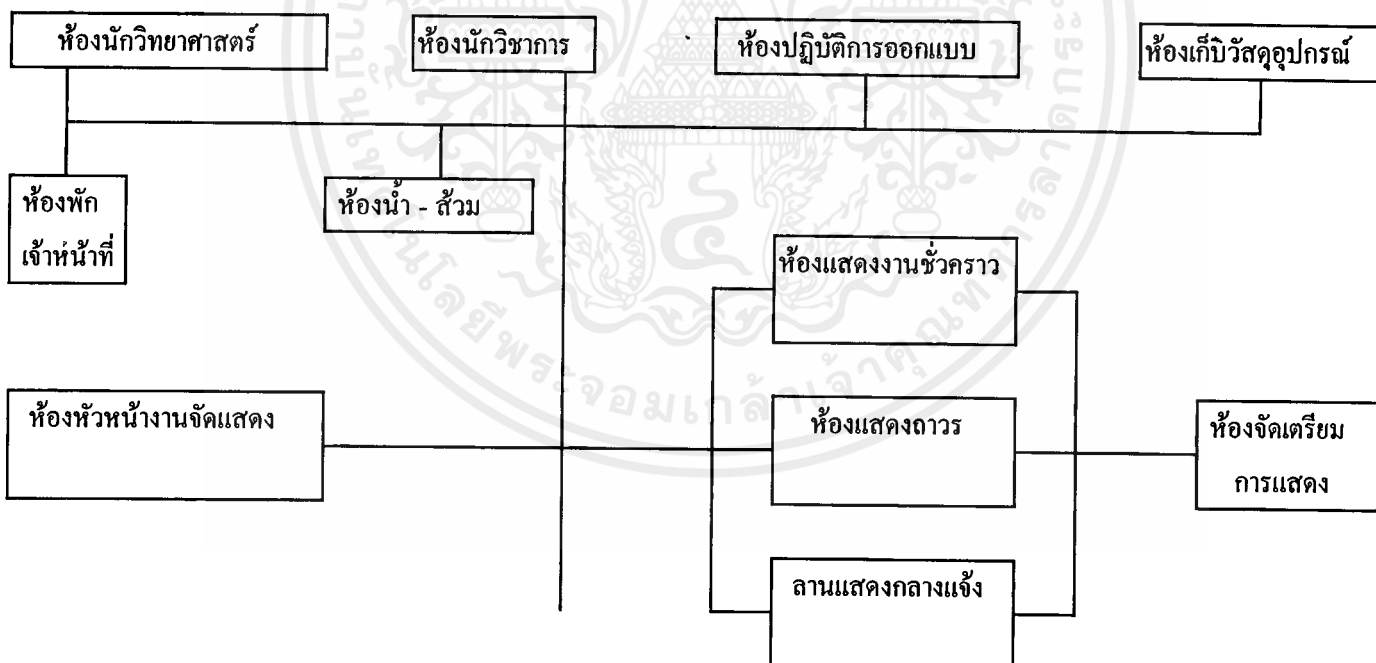 ห้องนักวิทยาศาสตร์
ห้องนักวิชาการ
ห้องปฏิบัติการออกแบบ
ห้องเก็บวัสดุอุปกรณ์
ห้องพัก
เจ้าหน้าที่
ห้องน้ำ - ส้วม
ห้องแสดงงานชั่วคราว
ห้องหัวหน้างานจัดแสดง
ห้องแสดงถาวร
ห้องจัดเตรียม
การแสดง
ลานแสดงกลางแจ้ง